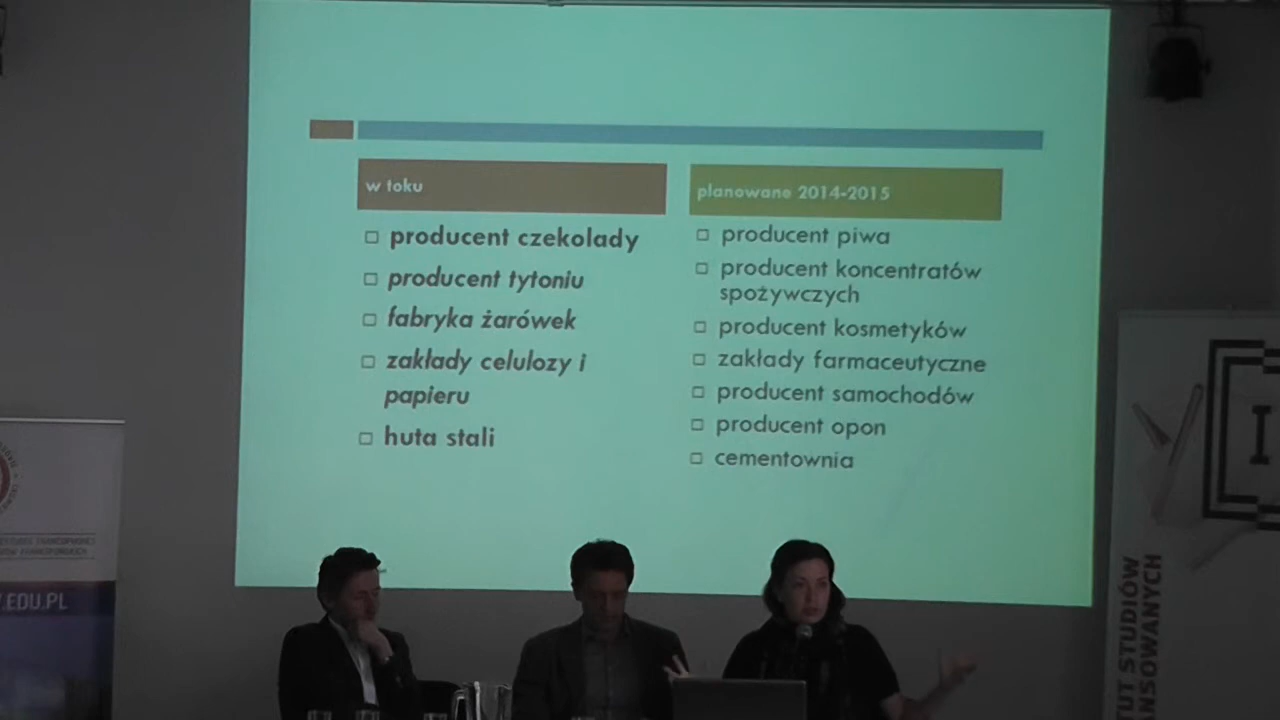 w toku
producent czekolady
producent tytoniu
fabryka żarówek
zakłady celulozy i
papieru
huta stali
planowane 2014-2015
producent piwa
producent koncentratów
spożywczych
producent kosmetyków
zakłady farmaceutyczne
producent samochodów
producent opon
cementownia
.EDU.PL
TUT STUDIÓW
NSOWANYCH